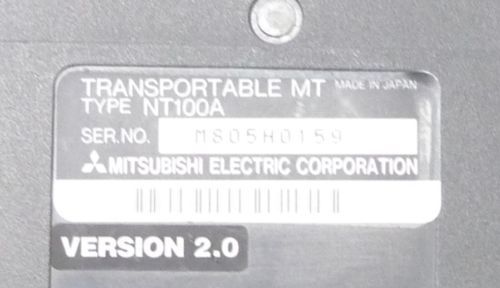 TRANSPORTABLE MT MADE IN JAPAN
TYPE NT100A
SER.NO. M805H0159
MITSUBISHI ELECTRIC CORPORATION
VERSION 2.0